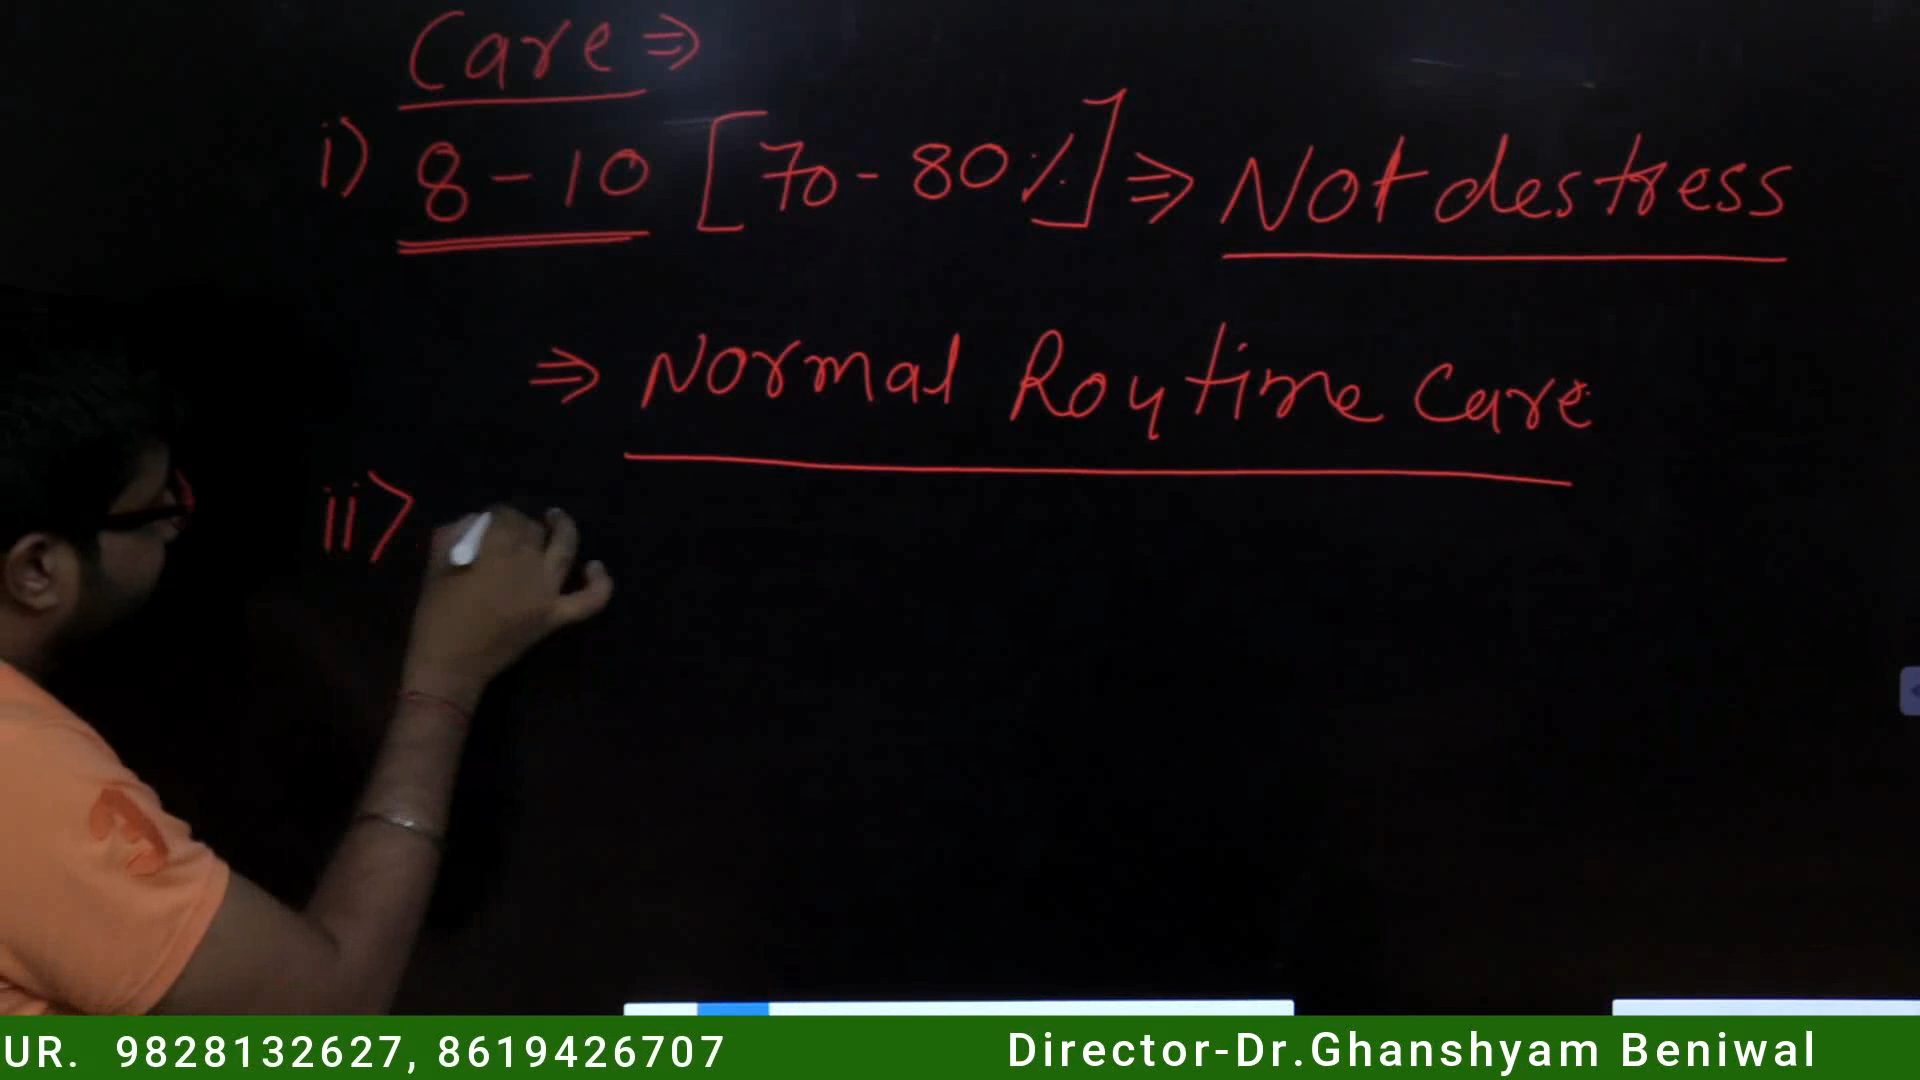 Care ⇒
i) 8-10 [70-80%] ⇒ Not destress
⇒ Normal Routine Care
ii)
UR. 9828132627, 8619426707
Director-Dr.Ghanshyam Beniwal